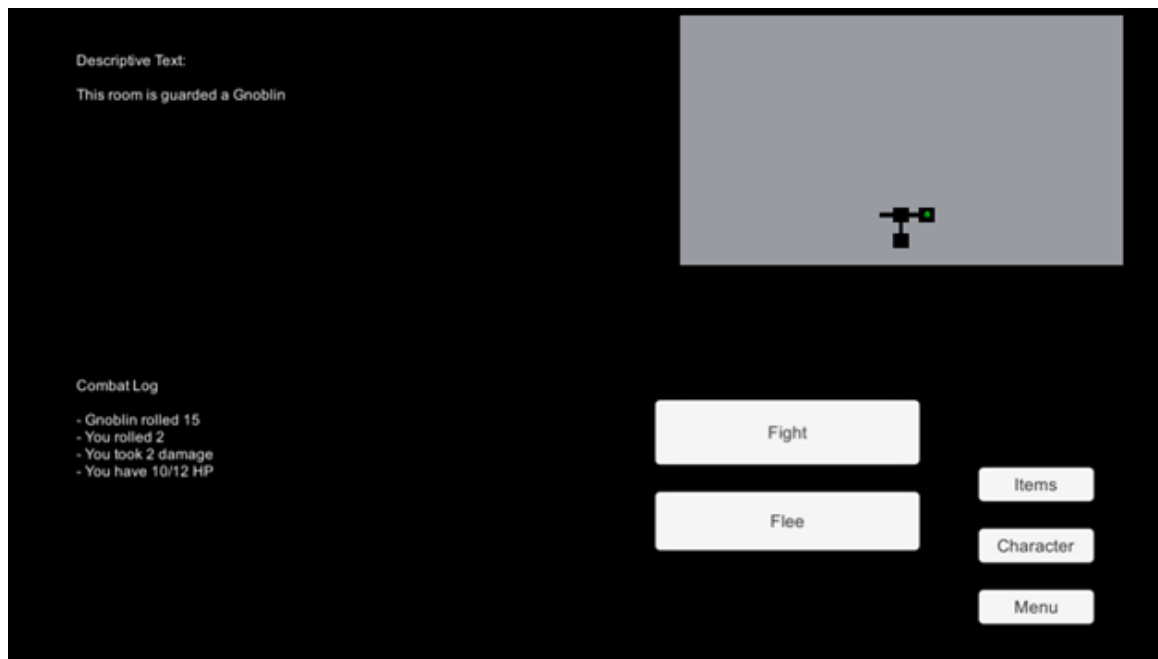 Descriptive Text:
This room is guarded a Gnoblin
Combat Log
- Gnoblin rolled 15
- You rolled 2
- You took 2 damage
- You have 10/12 HP
Fight
Flee
Items
Character
Menu